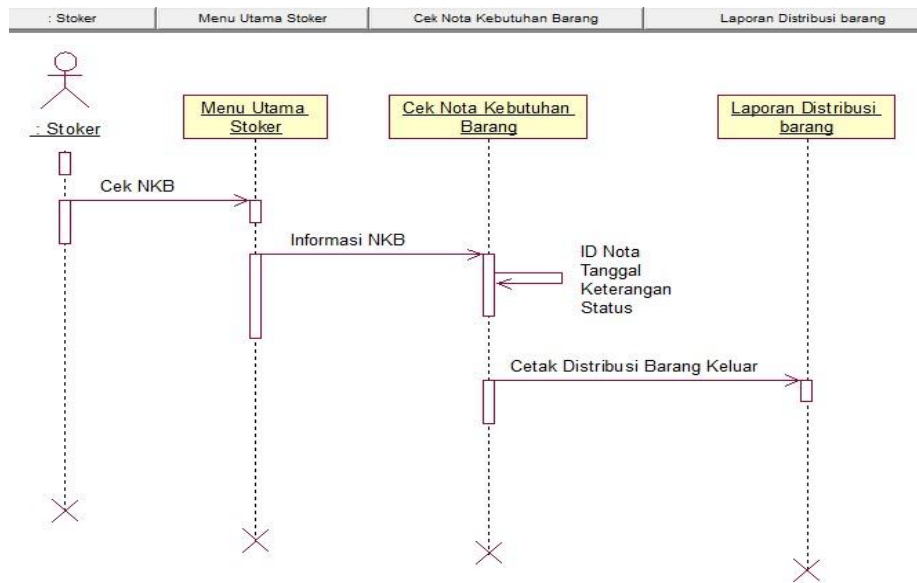 : Stoker
Menu Utama Stoker
Cek Nota Kebutuhan Barang
Laporan Distribusi barang
: Stoker
Menu Utama
Stoker
Cek Nota Kebutuhan
Barang
Laporan Distribusi
barang
Cek NKB
Informasi NKB
ID Nota
Tanggal
Keterangan
Status
Cetak Distribusi Barang Keluar